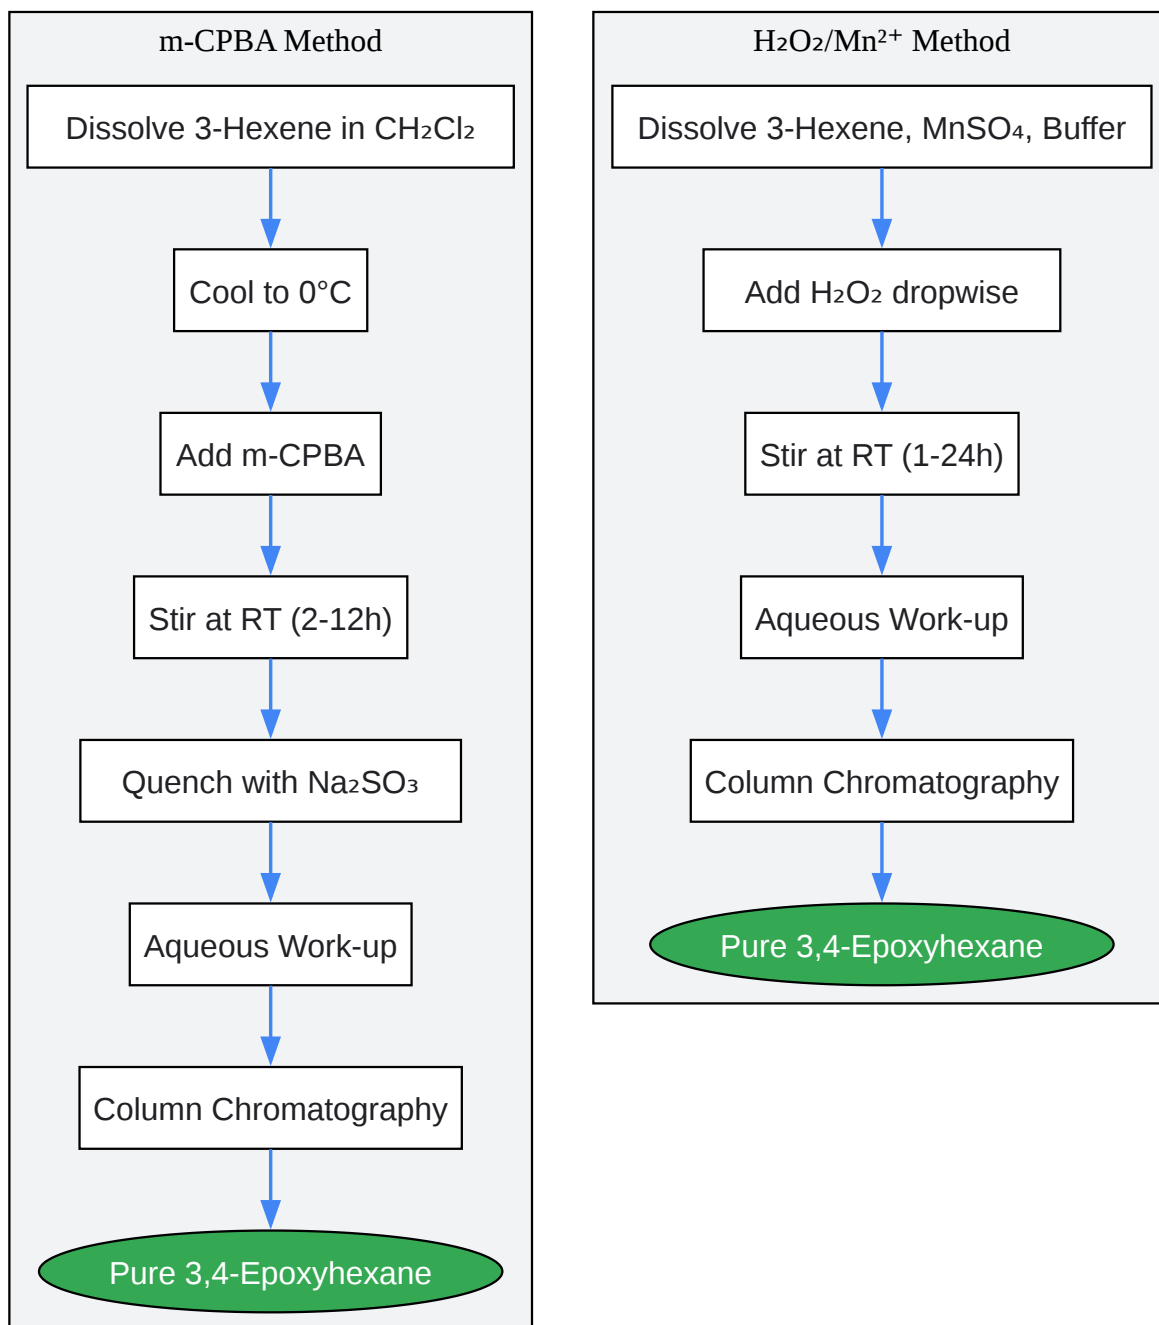 m-CPBA Method
Dissolve 3-Hexene in CH₂Cl₂
Cool to 0°C
Add m-CPBA
Stir at RT (2-12h)
Quench with Na₂SO₃
Aqueous Work-up
Column Chromatography
Pure 3,4-Epoxyhexane
H₂O₂/Mn²⁺ Method
Dissolve 3-Hexene, MnSO₄, Buffer
Add H₂O₂ dropwise
Stir at RT (1-24h)
Aqueous Work-up
Column Chromatography
Pure 3,4-Epoxyhexane